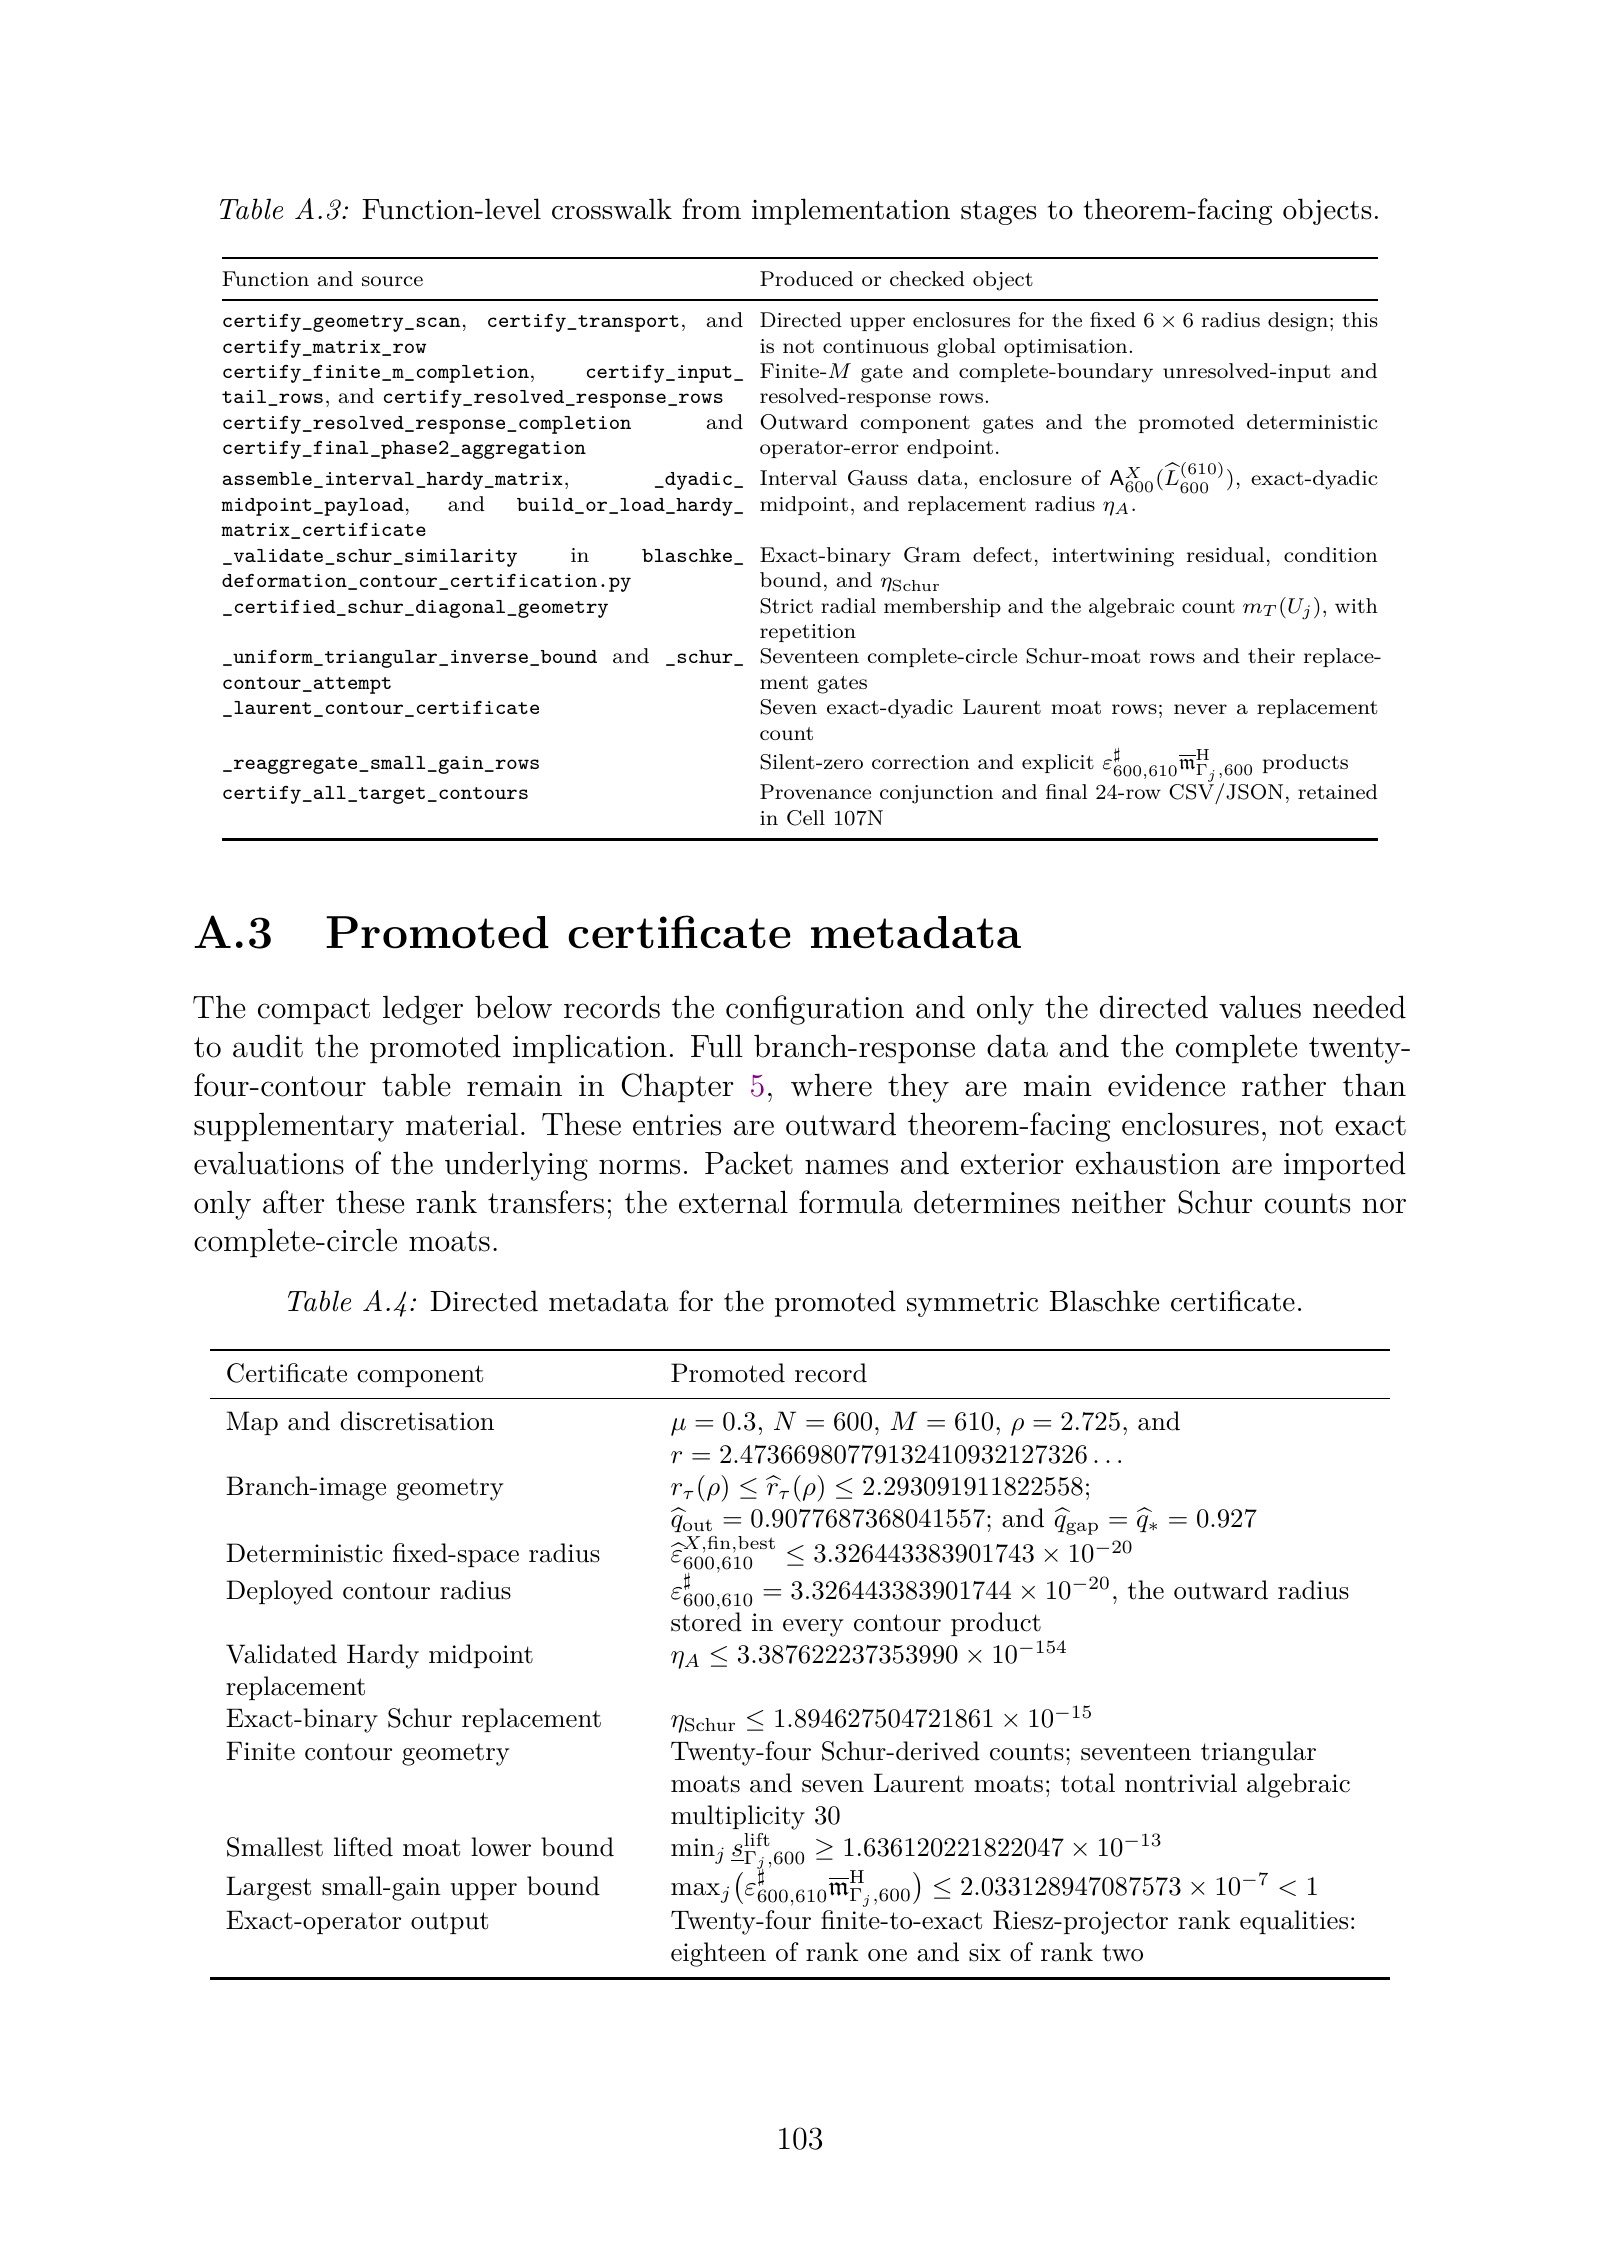 Table A.3: Function-level crosswalk from implementation stages to theorem-facing objects.
Function and source Produced or checked object
certify_geometry_scan, certify_transport, and Directed upper enclosures for the fixed 6 × 6 radius design; this
certify_matrix_row is not continuous global optimisation.
certify_finite_m_completion, certify_input_ Finite-M gate and complete-boundary unresolved-input and
tail_rows, and certify_resolved_response_rows resolved-response rows.
certify_resolved_response_completion and Outward component gates and the promoted deterministic
certify_final_phase2_aggregation operator-error endpoint.
assemble_interval_hardy_matrix, _dyadic_ Interval Gauss data, enclosure of A^X_600(L̂^(610)_600), exact-dyadic
midpoint_payload, and build_or_load_hardy_ midpoint, and replacement radius η_A.
matrix_certificate
_validate_schur_similarity in blaschke_ Exact-binary Gram defect, intertwining residual, condition
deformation_contour_certification.py bound, and η_Schur
_certified_schur_diagonal_geometry Strict radial membership and the algebraic count m_T(U_j), with
repetition
_uniform_triangular_inverse_bound and _schur_ Seventeen complete-circle Schur-moat rows and their replace-
contour_attempt ment gates
_laurent_contour_certificate Seven exact-dyadic Laurent moat rows; never a replacement
count
_reaggregate_small_gain_rows Silent-zero correction and explicit ε^♯_600,610 𝔪̅^H_Γj,600 products
certify_all_target_contours Provenance conjunction and final 24-row CSV/JSON, retained
in Cell 107N
A.3 Promoted certificate metadata
The compact ledger below records the configuration and only the directed values needed
to audit the promoted implication. Full branch-response data and the complete twenty-
four-contour table remain in Chapter 5, where they are main evidence rather than
supplementary material. These entries are outward theorem-facing enclosures, not exact
evaluations of the underlying norms. Packet names and exterior exhaustion are imported
only after these rank transfers; the external formula determines neither Schur counts nor
complete-circle moats.
Table A.4: Directed metadata for the promoted symmetric Blaschke certificate.
Certificate component Promoted record
Map and discretisation μ = 0.3, N = 600, M = 610, ρ = 2.725, and
r = 2.47366980779132410932127326...
Branch-image geometry r_τ(ρ) ≤ r̂_τ(ρ) ≤ 2.293091911822558;
q̂_out = 0.9077687368041557; and q̂_gap = q̂_* = 0.927
Deterministic fixed-space radius ε̂^X,fin,best_600,610 ≤ 3.326443383901743 × 10^−20
Deployed contour radius ε^♯_600,610 = 3.326443383901744 × 10^−20, the outward radius
stored in every contour product
Validated Hardy midpoint η_A ≤ 3.387622237353990 × 10^−154
replacement
Exact-binary Schur replacement η_Schur ≤ 1.894627504721861 × 10^−15
Finite contour geometry Twenty-four Schur-derived counts; seventeen triangular
moats and seven Laurent moats; total nontrivial algebraic
multiplicity 30
Smallest lifted moat lower bound min_j s̲^lift_Γj,600 ≥ 1.636120221822047 × 10^−13
Largest small-gain upper bound max_j(ε^♯_600,610 𝔪̅^H_Γj,600) ≤ 2.033128947087573 × 10^−7 < 1
Exact-operator output Twenty-four finite-to-exact Riesz-projector rank equalities:
eighteen of rank one and six of rank two
103